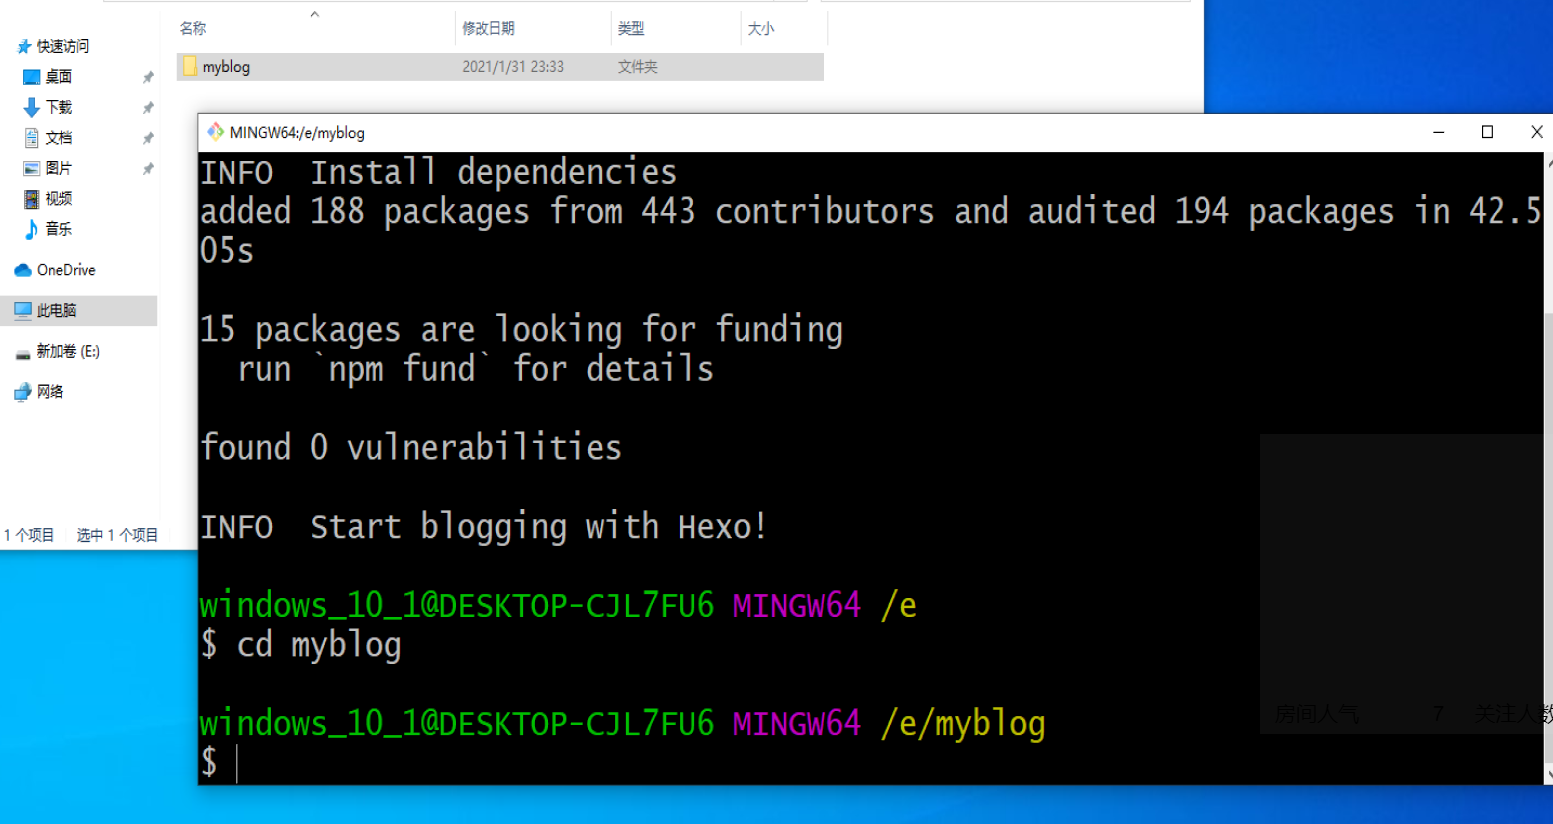 名称
修改日期
类型
大小
快速访问
桌面
下载
文档
图片
视频
音乐
OneDrive
此电脑
新加卷 (E:)
网络
myblog
2021/1/31 23:33
文件夹
1 个项目
选中 1 个项目
MINGW64:/e/myblog
INFO  Install dependencies
added 188 packages from 443 contributors and audited 194 packages in 42.5
05s
15 packages are looking for funding
  run `npm fund` for details
found 0 vulnerabilities
INFO  Start blogging with Hexo!
windows_10_1@DESKTOP-CJL7FU6 MINGW64 /e
$ cd myblog
windows_10_1@DESKTOP-CJL7FU6 MINGW64 /e/myblog
$
房间人气 7 关注人数